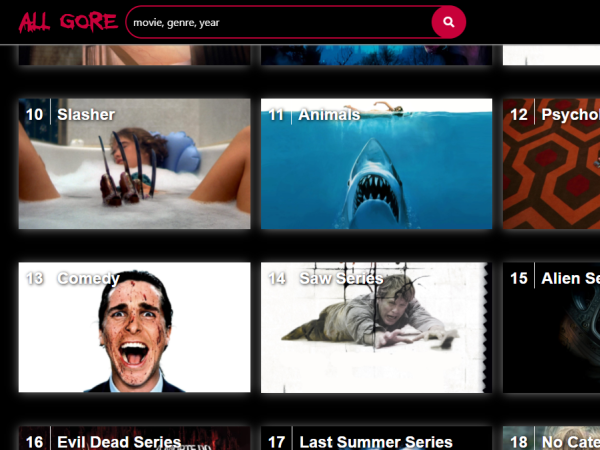 ALL GORE
movie, genre, year
10 Slasher
11 Animals
12 Psychol
13 Comedy
14 Saw Series
15 Alien Se
16 Evil Dead Series
17 Last Summer Series
18 No Cate